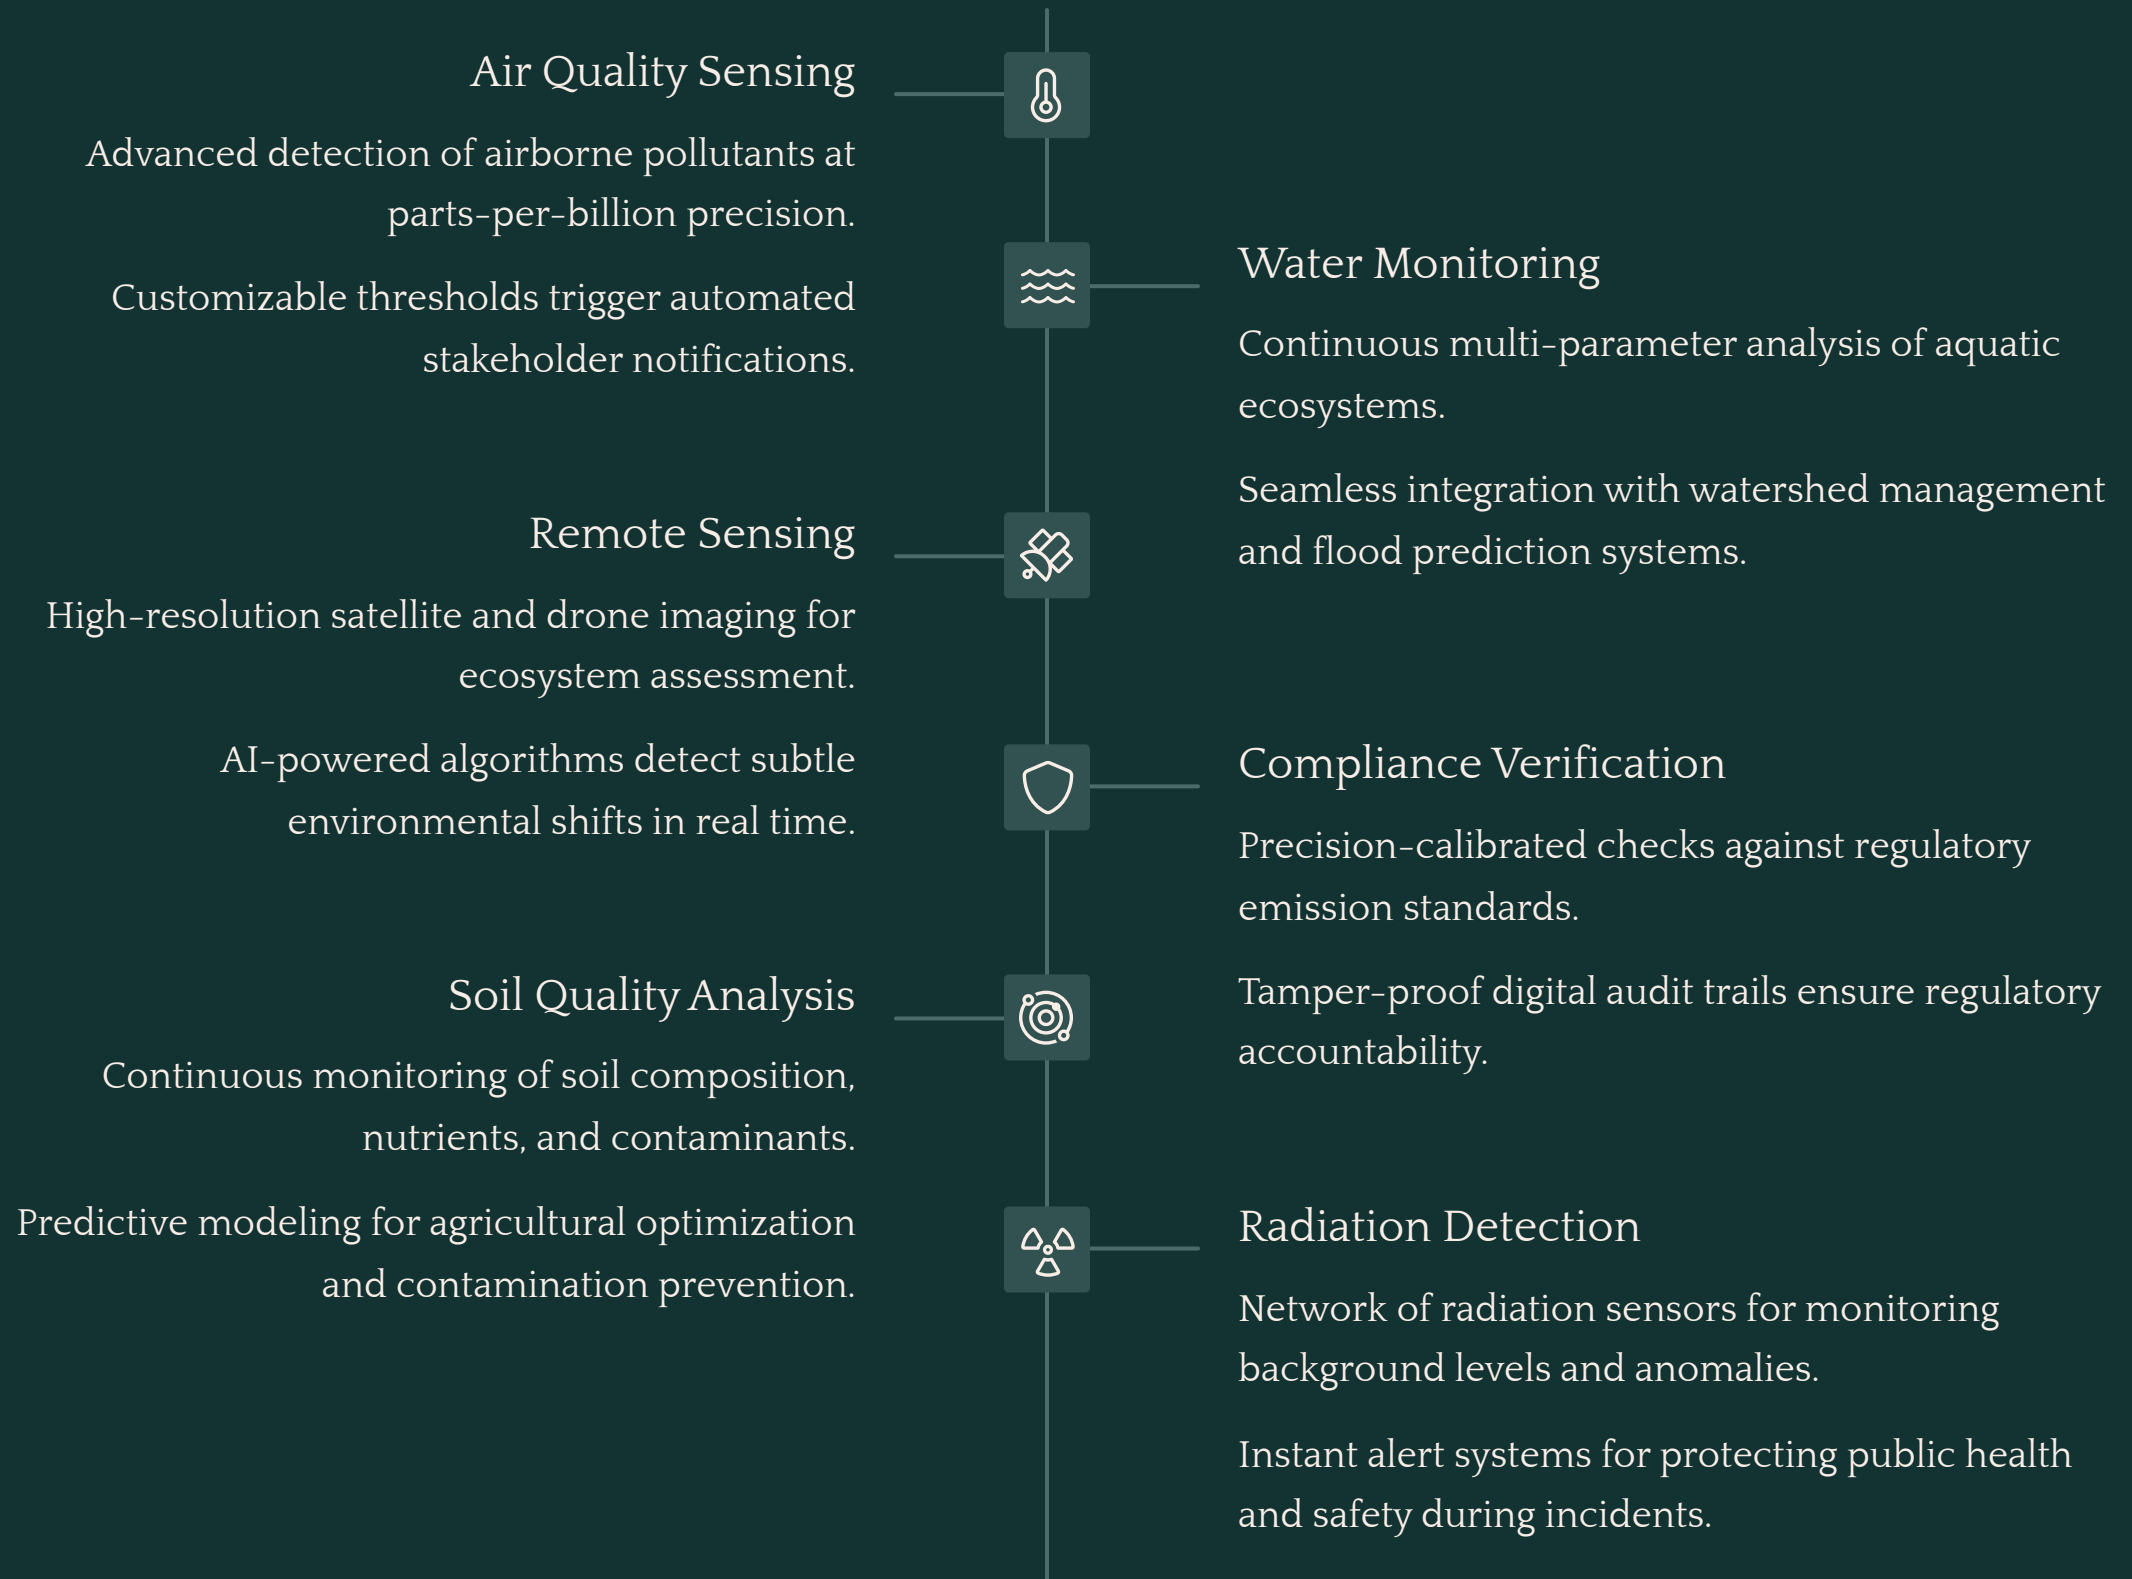 Air Quality Sensing
Advanced detection of airborne pollutants at
parts-per-billion precision.
Customizable thresholds trigger automated
stakeholder notifications.
Water Monitoring
Continuous multi-parameter analysis of aquatic
ecosystems.
Seamless integration with watershed management
and flood prediction systems.
Remote Sensing
High-resolution satellite and drone imaging for
ecosystem assessment.
AI-powered algorithms detect subtle
environmental shifts in real time.
Compliance Verification
Precision-calibrated checks against regulatory
emission standards.
Tamper-proof digital audit trails ensure regulatory
accountability.
Soil Quality Analysis
Continuous monitoring of soil composition,
nutrients, and contaminants.
Predictive modeling for agricultural optimization
and contamination prevention.
Radiation Detection
Network of radiation sensors for monitoring
background levels and anomalies.
Instant alert systems for protecting public health
and safety during incidents.